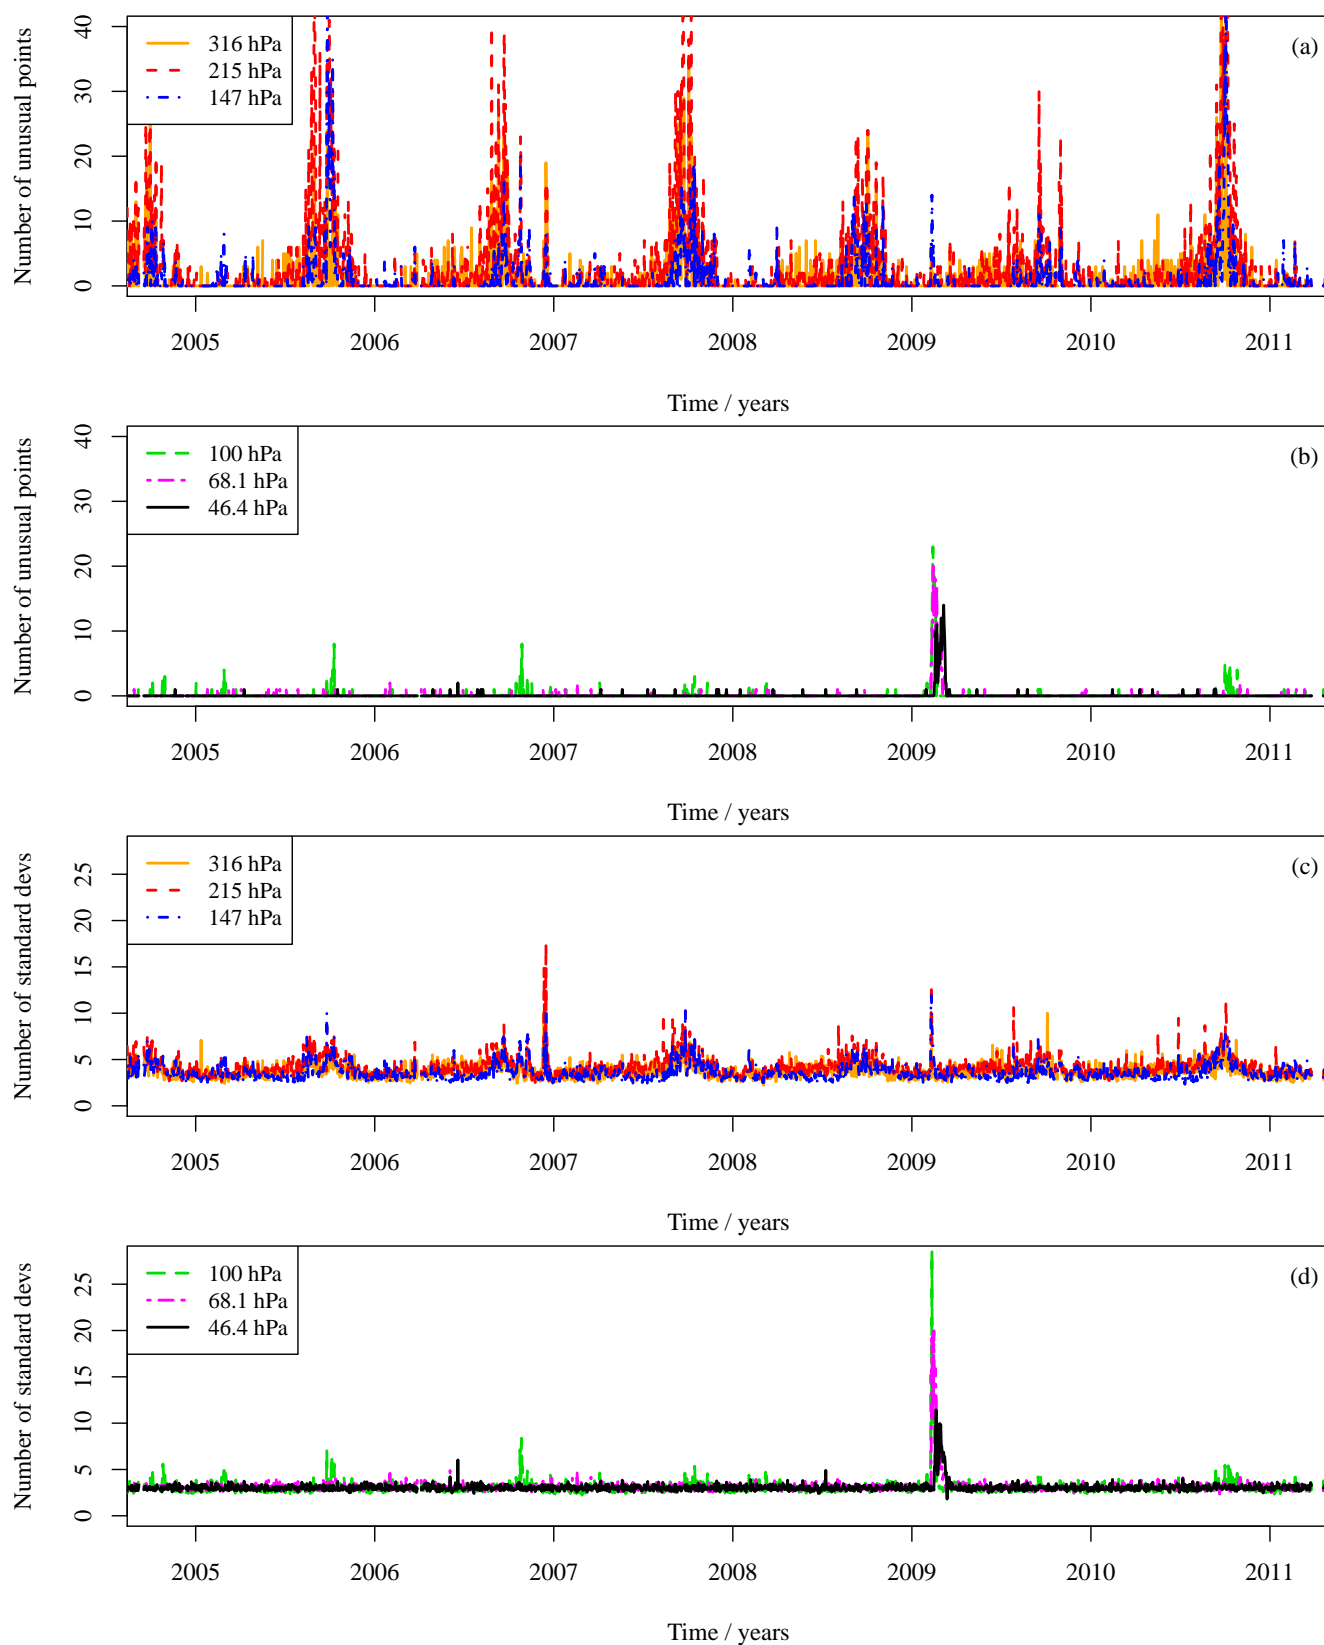 316 hPa
215 hPa
147 hPa
(a)
Number of unusual points
0 10 20 30 40
2005 2006 2007 2008 2009 2010 2011
Time / years
100 hPa
68.1 hPa
46.4 hPa
(b)
Number of unusual points
0 10 20 30 40
2005 2006 2007 2008 2009 2010 2011
Time / years
316 hPa
215 hPa
147 hPa
(c)
Number of standard devs
0 5 10 15 20 25
2005 2006 2007 2008 2009 2010 2011
Time / years
100 hPa
68.1 hPa
46.4 hPa
(d)
Number of standard devs
0 5 10 15 20 25
2005 2006 2007 2008 2009 2010 2011
Time / years